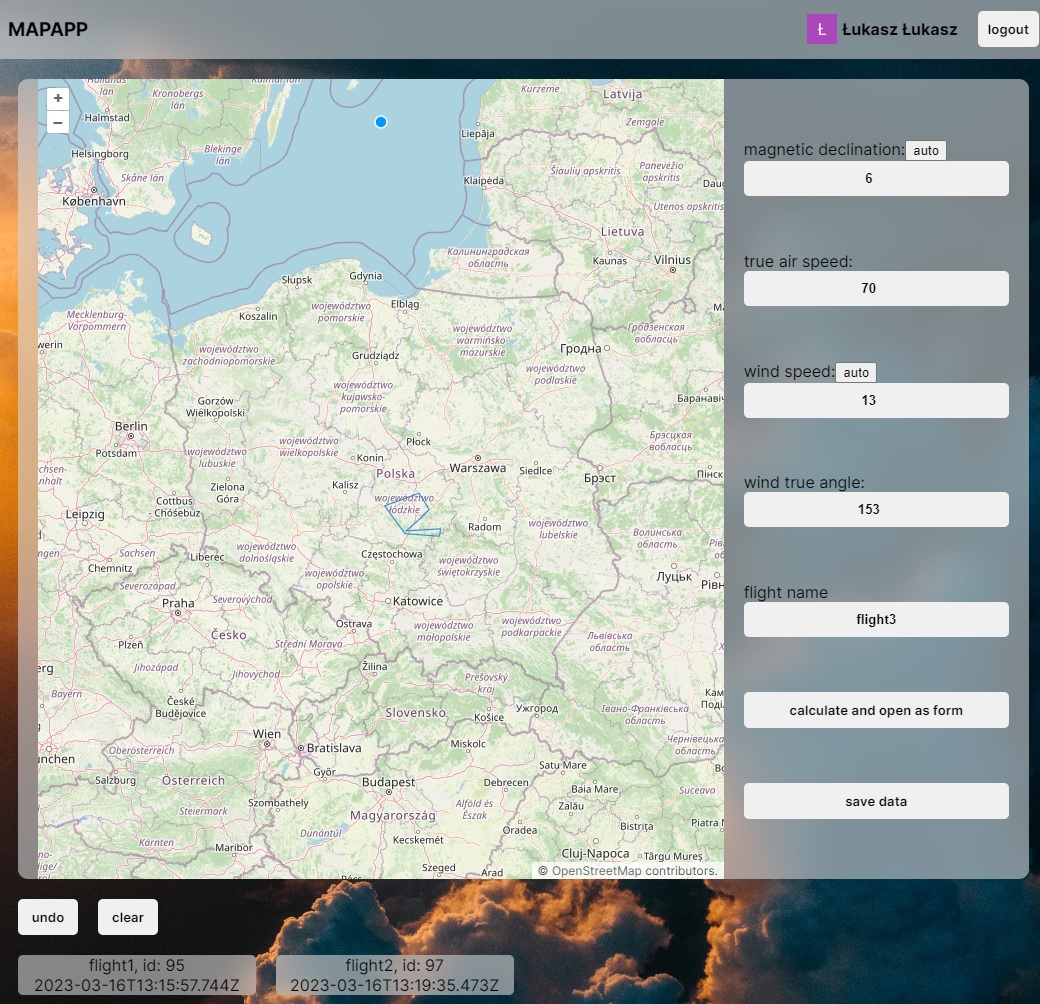 MAPAPP
Ł
Łukasz Łukasz
logout
+
−
Kronobergs
län
Kurzeme
Latvija
Halmstad
Liepāja
Zemgale
Helsingborg
Blekinge
län
Šiaulių apskritis
Panevėžio
apskritis
Skåne län
Klaipėda
København
Utenos apskritis
Lietuva
Калининградская
область
Kaunas
Vilnius
Słupsk
Gdynia
Mecklenburg-
Vorpommern
Koszalin
województwo
pomorskie
Elbląg
województwo
warmińsko-
mazurskie
Гродзенская
вобласць
województwo
zachodniopomorskie
Grudziądz
Гродна
województwo
podlaskie
województwo
kujawsko-
pomorskie
Gorzów
Wielkopolski
Berlin
Potsdam
Płock
Брэсцкая
вобласць
województwo
lubuskie
województwo
wielkopolskie
Konin
Polska
Warszawa
Siedlce
Брэст
Zielona
Góra
Kalisz
Cottbus
- Chóśebuz
województwo
łódzkie
Leipzig
Radom
województwo
lubelskie
Волинська
область
Sachsen
Chemnitz
Liberec
województwo
dolnośląskie
Częstochowa
województwo
opolskie
województwo
świętokrzyskie
Луцьк
Severozápad
Severovýchod
Praha
Katowice
Ostrava
województwo
małopolskie
województwo
podkarpackie
Česko
Plzeň
Střední Morava
Львівська
область
Jihozápad
Jihovýchod
Žilina
Prešovský
kraj
Bayern
České
Budějovice
Slovensko
Košice
Ужгород
Івано-Франківська
область
Wien
Bratislava
Miskolc
Чернівецька
область
Oberösterreich
Salzburg
Österreich
Győr
Budapest
Debrecen
Satu Mare
Baia Mare
Suceava
Steiermark
Szombathely
Magyarország
Alföld és
Észak
Zalău
Kärnten
Dunántúl
Kecskemét
Oradea
Bistrița
Maribor
Szeged
Arad
Cluj-Napoca
Târgu Mureș
© OpenStreetMap contributors.
magnetic declination: auto
6
true air speed:
70
wind speed: auto
13
wind true angle:
153
flight name
flight3
calculate and open as form
save data
undo
clear
flight1, id: 95
2023-03-16T13:15:57.744Z
flight2, id: 97
2023-03-16T13:19:35.473Z